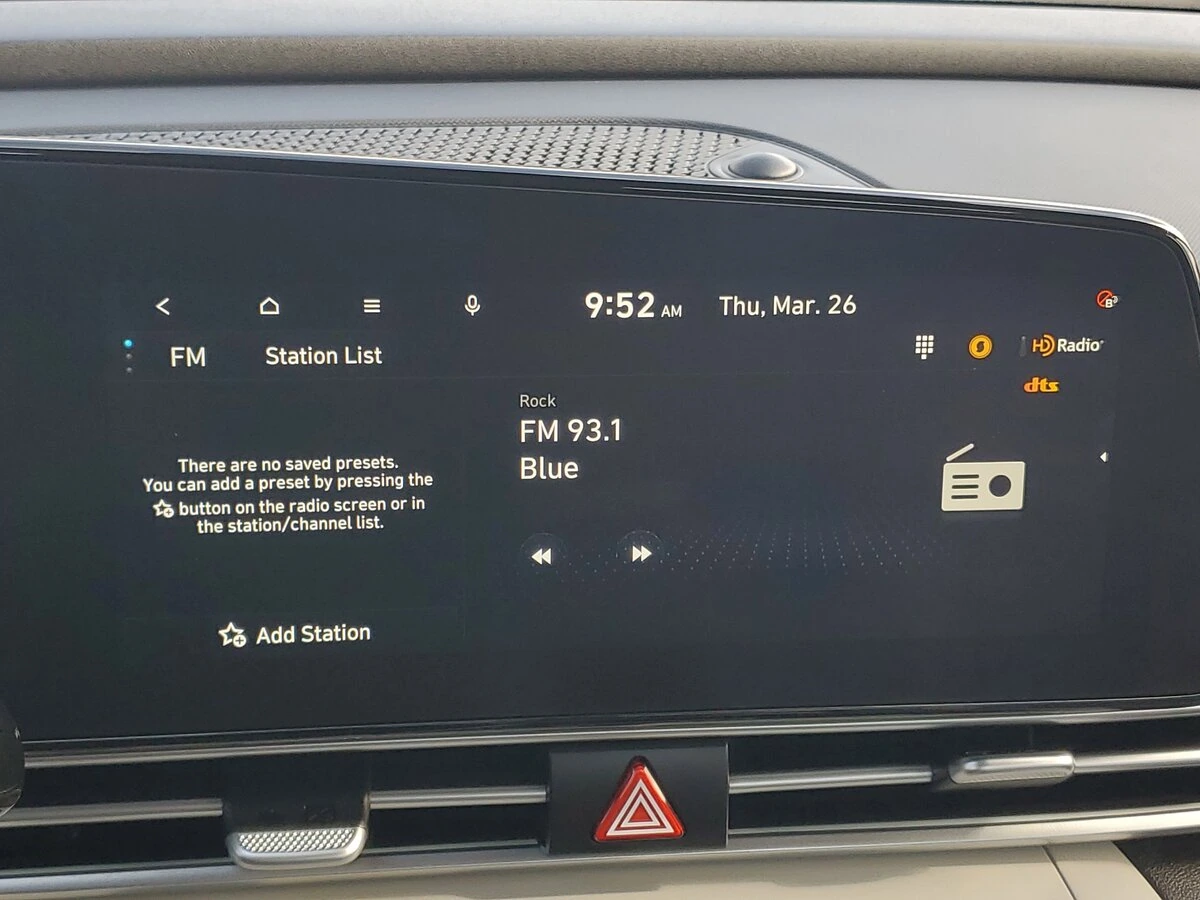 9:52 AM Thu, Mar. 26
FM Station List
HD Radio
dts
Rock
FM 93.1
Blue
There are no saved presets.
You can add a preset by pressing the
button on the radio screen or in
the station/channel list.
Add Station